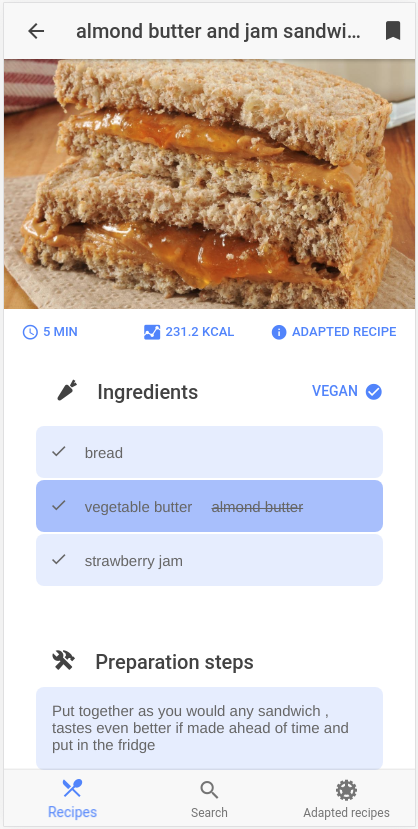 almond butter and jam sandwi...
5 MIN 231.2 KCAL ADAPTED RECIPE
Ingredients VEGAN
bread
vegetable butter almond butter
strawberry jam
Preparation steps
Put together as you would any sandwich ,
tastes even better if made ahead of time and
put in the fridge
Recipes Search Adapted recipes